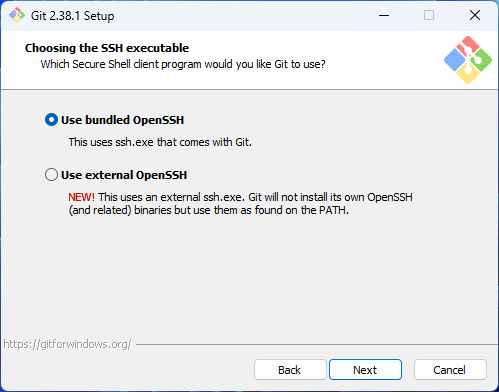 Git 2.38.1 Setup
Choosing the SSH executable
Which Secure Shell client program would you like Git to use?
Use bundled OpenSSH
This uses ssh.exe that comes with Git.
Use external OpenSSH
NEW! This uses an external ssh.exe. Git will not install its own OpenSSH
(and related) binaries but use them as found on the PATH.
https://gitforwindows.org/
Back
Next
Cancel